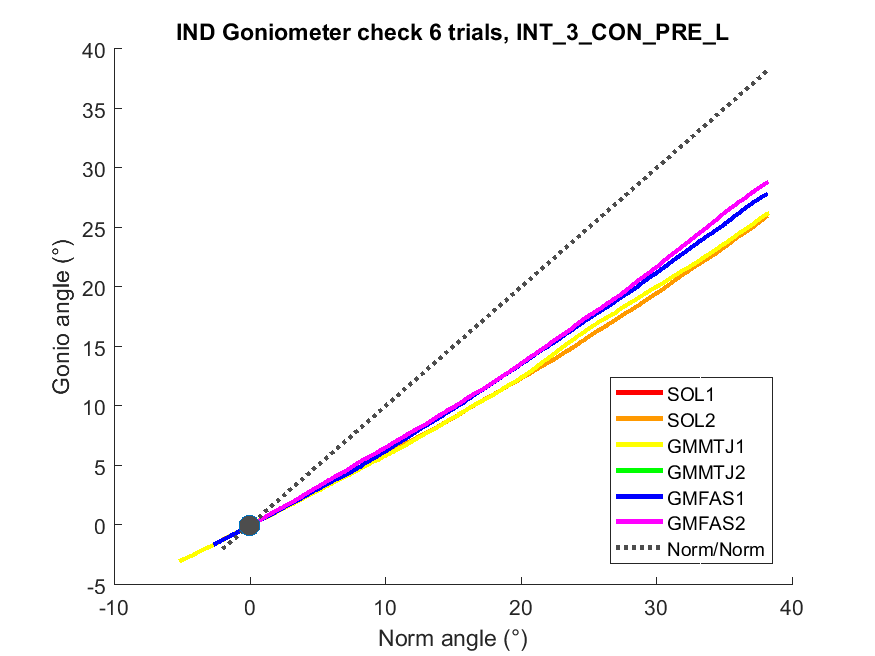 IND Goniometer check 6 trials, INT_3_CON_PRE_L
40
35
30
25
20
15
10
5
0
-5
Gonio angle (°)
-10
0
10
20
30
40
Norm angle (°)
SOL1
SOL2
GMMTJ1
GMMTJ2
GMFAS1
GMFAS2
Norm/Norm